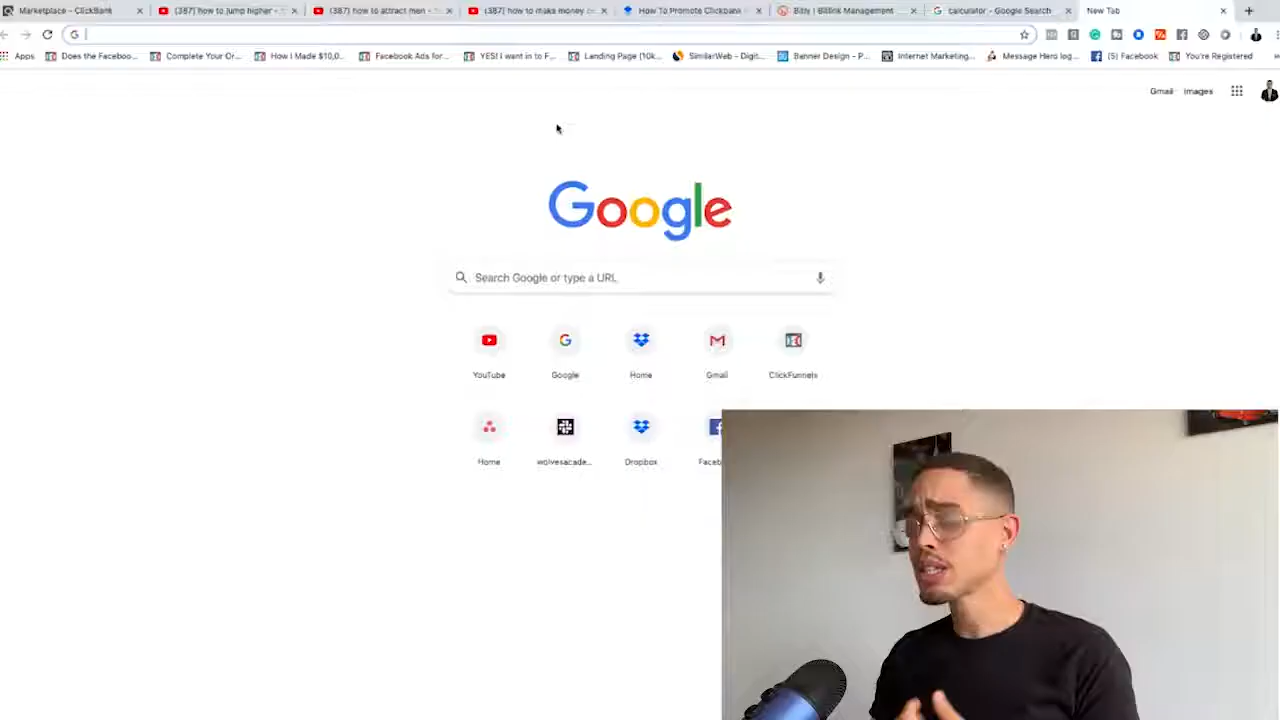 Marketplace - ClickBank
(387) how to jump higher -
(387) how to attract men -
(387) how to make money
How To Promote Clickbank
Bitly | Bitlink Management
calculator - Google Search
New Tab
Apps
Does the Faceboo...
Complete Your Or...
How I Made $10,0...
Facebook Ads for...
YES! I want in to F...
Landing Page (10k...
SimilarWeb - Digit...
Banner Design - P...
Internet Marketing...
Message Hero log...
(5) Facebook
You're Registered
Gmail
Images
Google
Search Google or type a URL
YouTube
Google
Home
Gmail
ClickFunnels
Home
wolvesacade...
Dropbox
Faceb